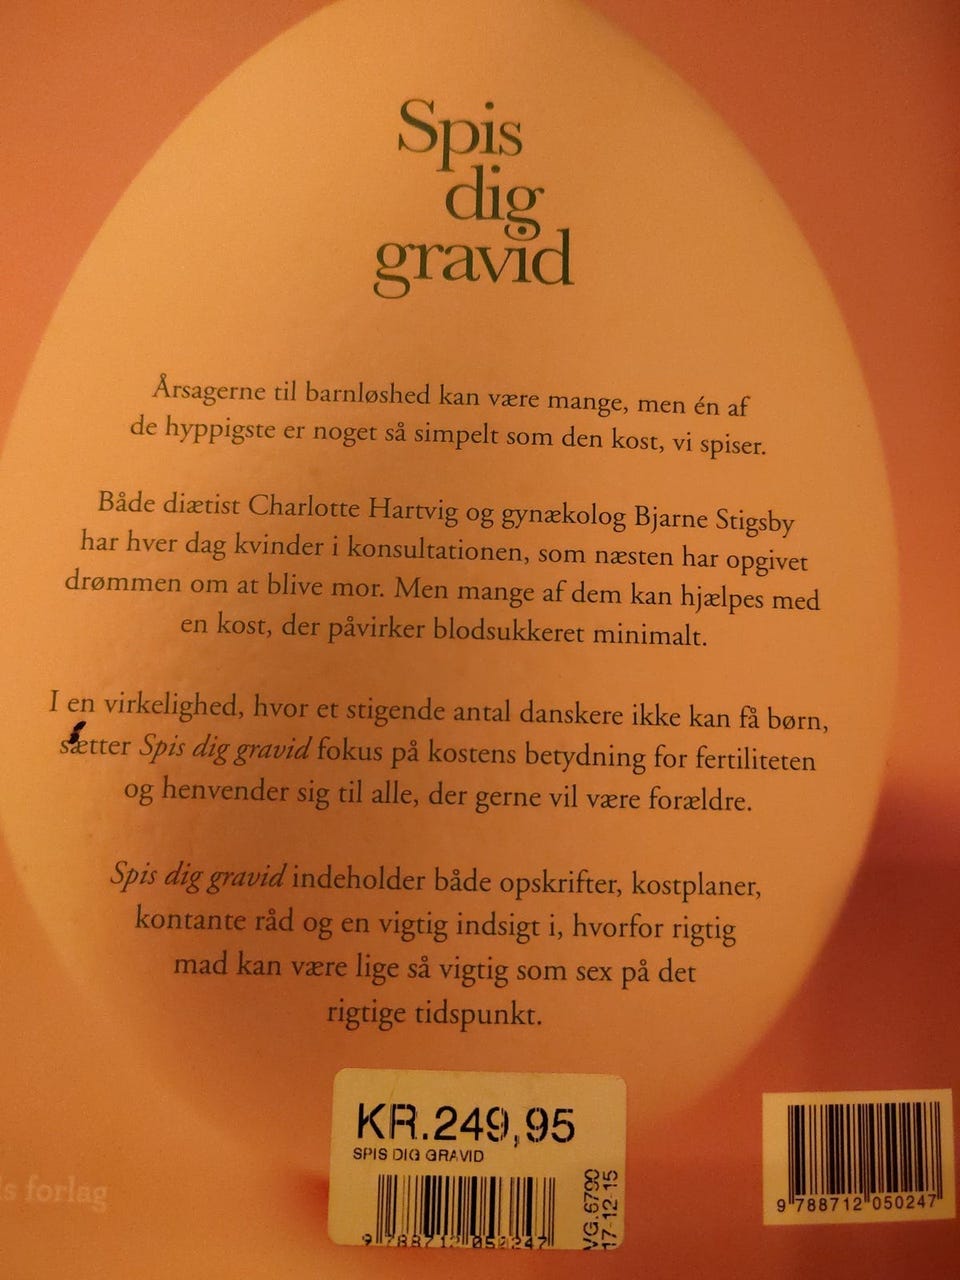 Spis
dig
gravid
Årsagerne til barnløshed kan være mange, men én af
de hyppigste er noget så simpelt som den kost, vi spiser.
Både diætist Charlotte Hartvig og gynækolog Bjarne Stigsby
har hver dag kvinder i konsultationen, som næsten har opgivet
drømmen om at blive mor. Men mange af dem kan hjælpes med
en kost, der påvirker blodsukkeret minimalt.
I en virkelighed, hvor et stigende antal danskere ikke kan få børn,
sætter Spis dig gravid fokus på kostens betydning for fertiliteten
og henvender sig til alle, der gerne vil være forældre.
Spis dig gravid indeholder både opskrifter, kostplaner,
kontante råd og en vigtig indsigt i, hvorfor rigtig
mad kan være lige så vigtig som sex på det
rigtige tidspunkt.
KR.249,95
SPIS DIG GRAVID
9 788712 050247
VG.6790
17-12-15
9 788712 050247
forlag